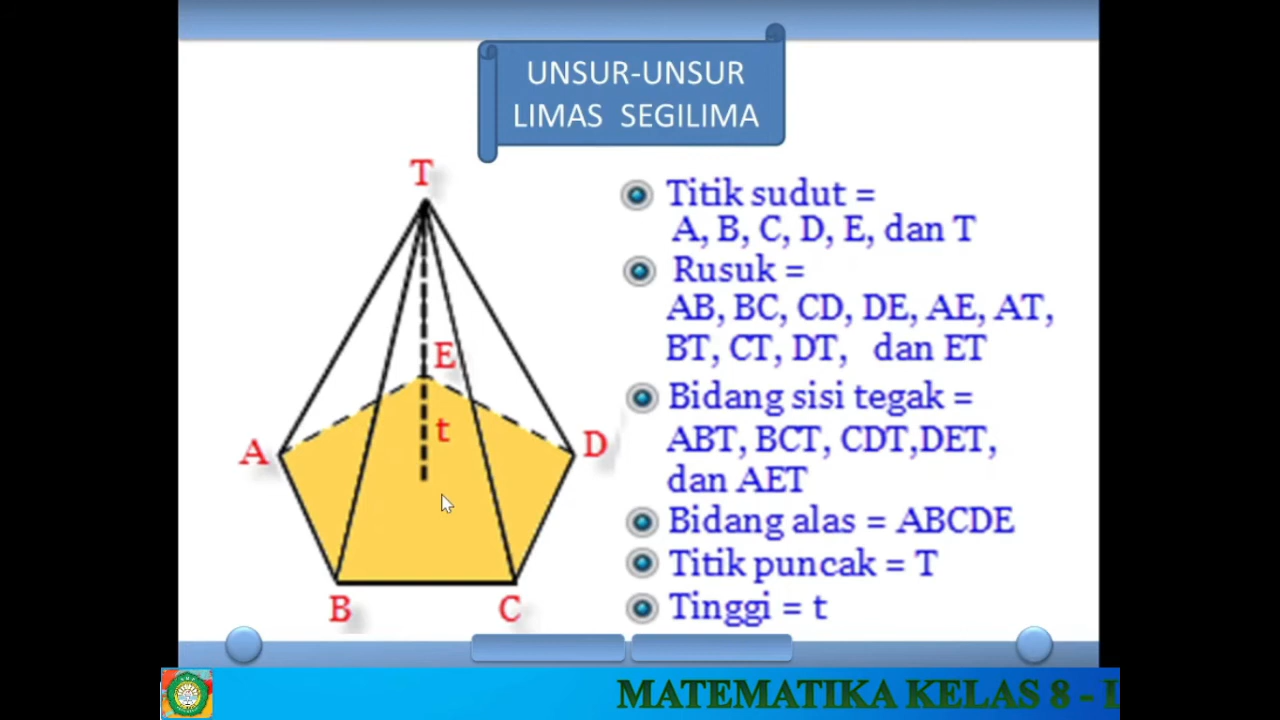 UNSUR-UNSUR
LIMAS SEGILIMA
T
E
t
A
D
B
C
Titik sudut =
A, B, C, D, E, dan T
Rusuk =
AB, BC, CD, DE, AE, AT,
BT, CT, DT, dan ET
Bidang sisi tegak =
ABT, BCT, CDT,DET,
dan AET
Bidang alas = ABCDE
Titik puncak = T
Tinggi = t
MATEMATIKA KELAS 8 - L